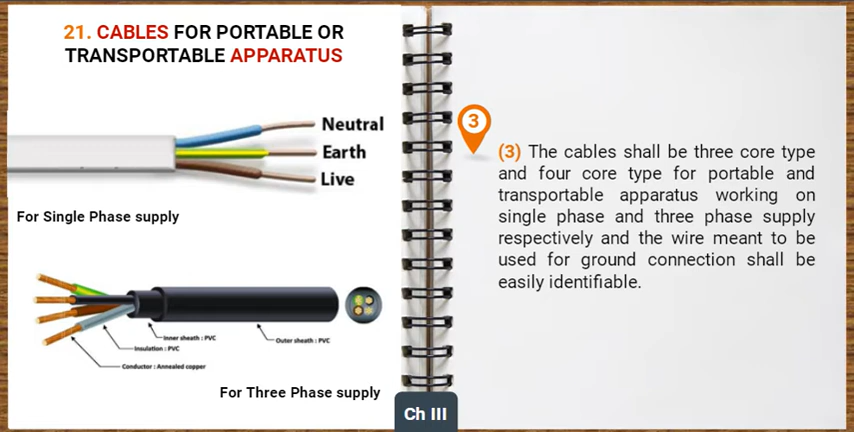 21. CABLES FOR PORTABLE OR
TRANSPORTABLE APPARATUS
Neutral
Earth
Live
For Single Phase supply
Inner sheath : PVC
Outer sheath : PVC
Insulation : PVC
Conductor : Annealed copper
For Three Phase supply
3
(3) The cables shall be three core type
and four core type for portable and
transportable apparatus working on
single phase and three phase supply
respectively and the wire meant to be
used for ground connection shall be
easily identifiable.
Ch III